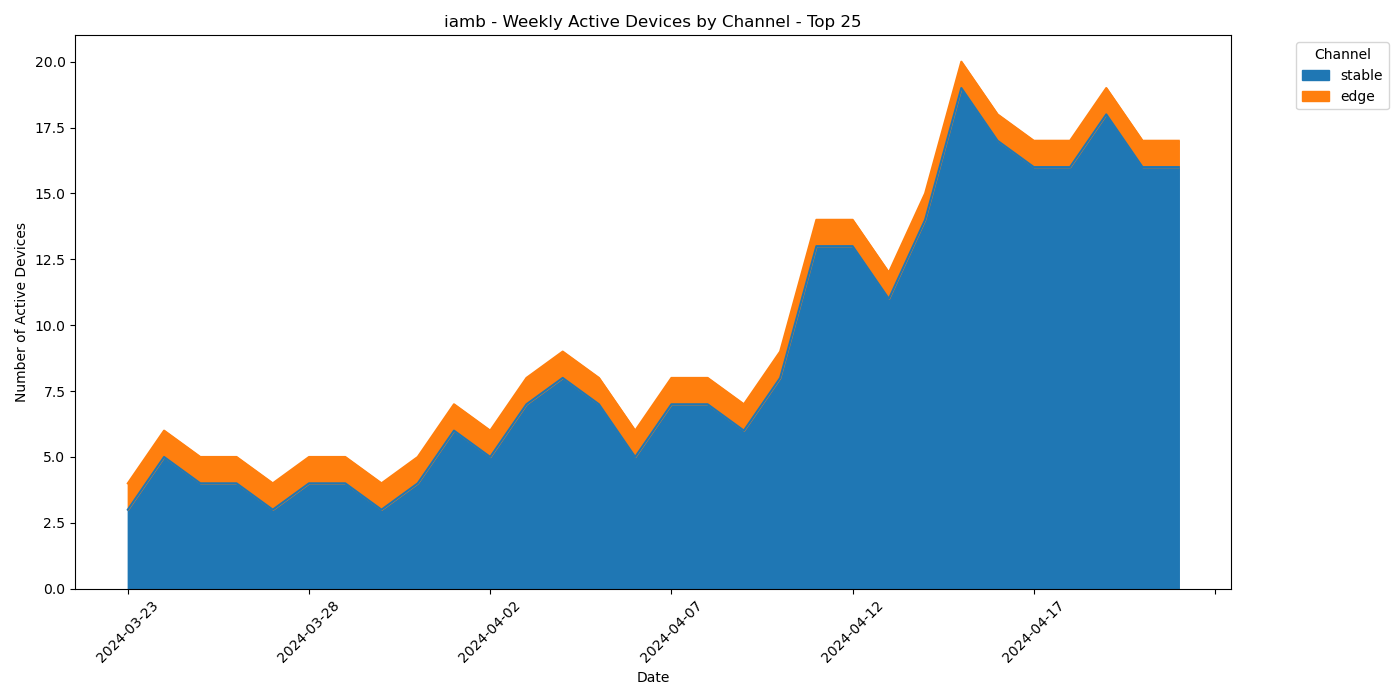 iamb - Weekly Active Devices by Channel - Top 25
Channel
stable
edge
Number of Active Devices
20.0
17.5
15.0
12.5
10.0
7.5
5.0
2.5
0.0
2024-03-23
2024-03-28
2024-04-02
2024-04-07
2024-04-12
2024-04-17
Date